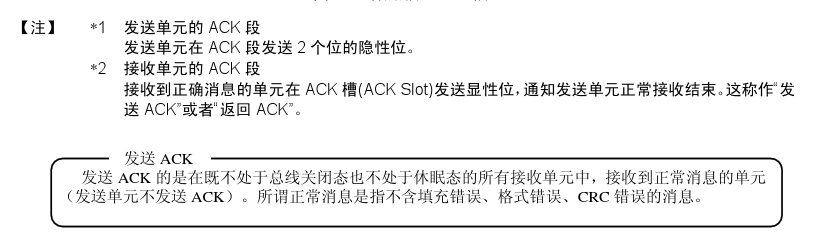 【注】 *1 发送单元的 ACK 段
发送单元在 ACK 段发送 2 个位的隐性位。
*2 接收单元的 ACK 段
接收到正确消息的单元在 ACK 槽(ACK Slot)发送显性位，通知发送单元正常接收结束。这称作“发
送 ACK”或者“返回 ACK”。
发送 ACK
发送 ACK 的是在既不处于总线关闭态也不处于休眠态的所有接收单元中，接收到正常消息的单元
（发送单元不发送 ACK）。所谓正常消息是指不含填充错误、格式错误、CRC 错误的消息。